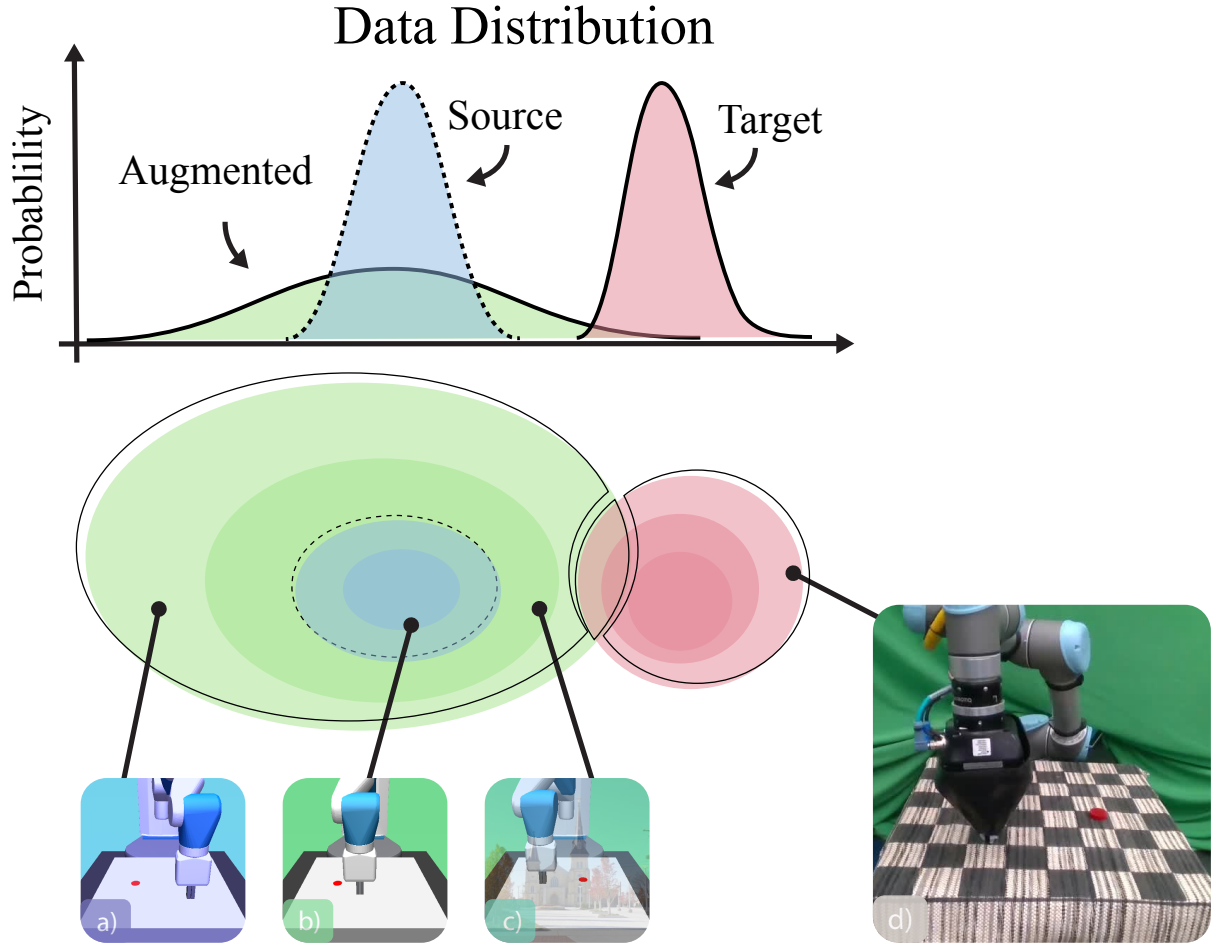 Data Distribution
Probablility
Augmented
Source
Target
a)
b)
c)
d)